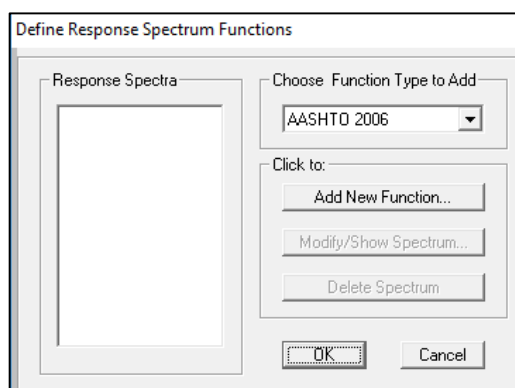 Define Response Spectrum Functions
Response Spectra
Choose Function Type to Add
AASHTO 2006
Click to:
Add New Function...
Modify/Show Spectrum...
Delete Spectrum
OK
Cancel